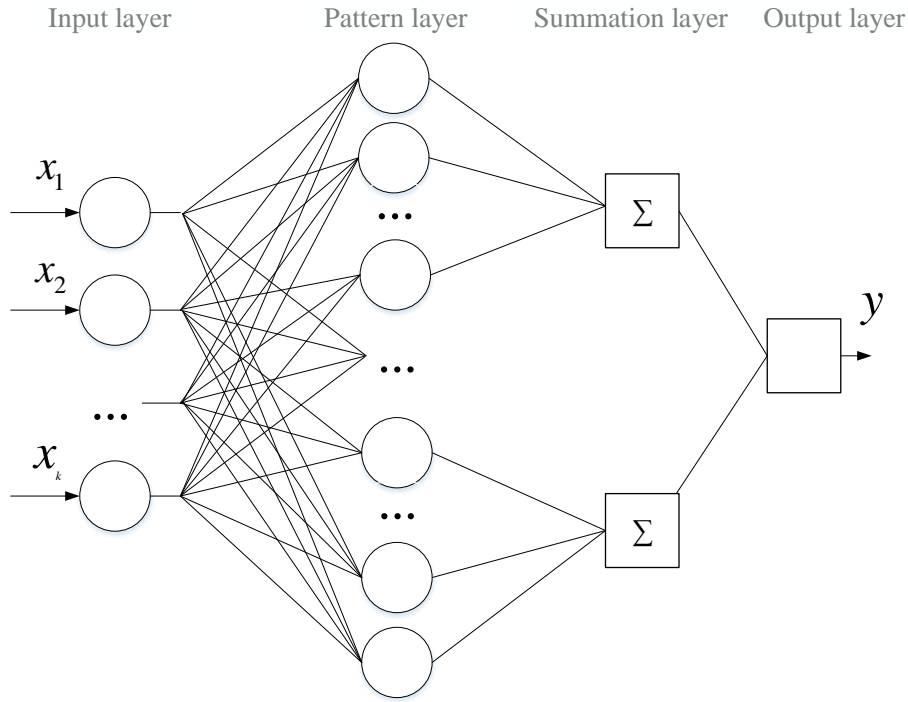 Input layer
Pattern layer
Summation layer
Output layer
x1
x2
...
xk
...
...
...
Σ
Σ
y